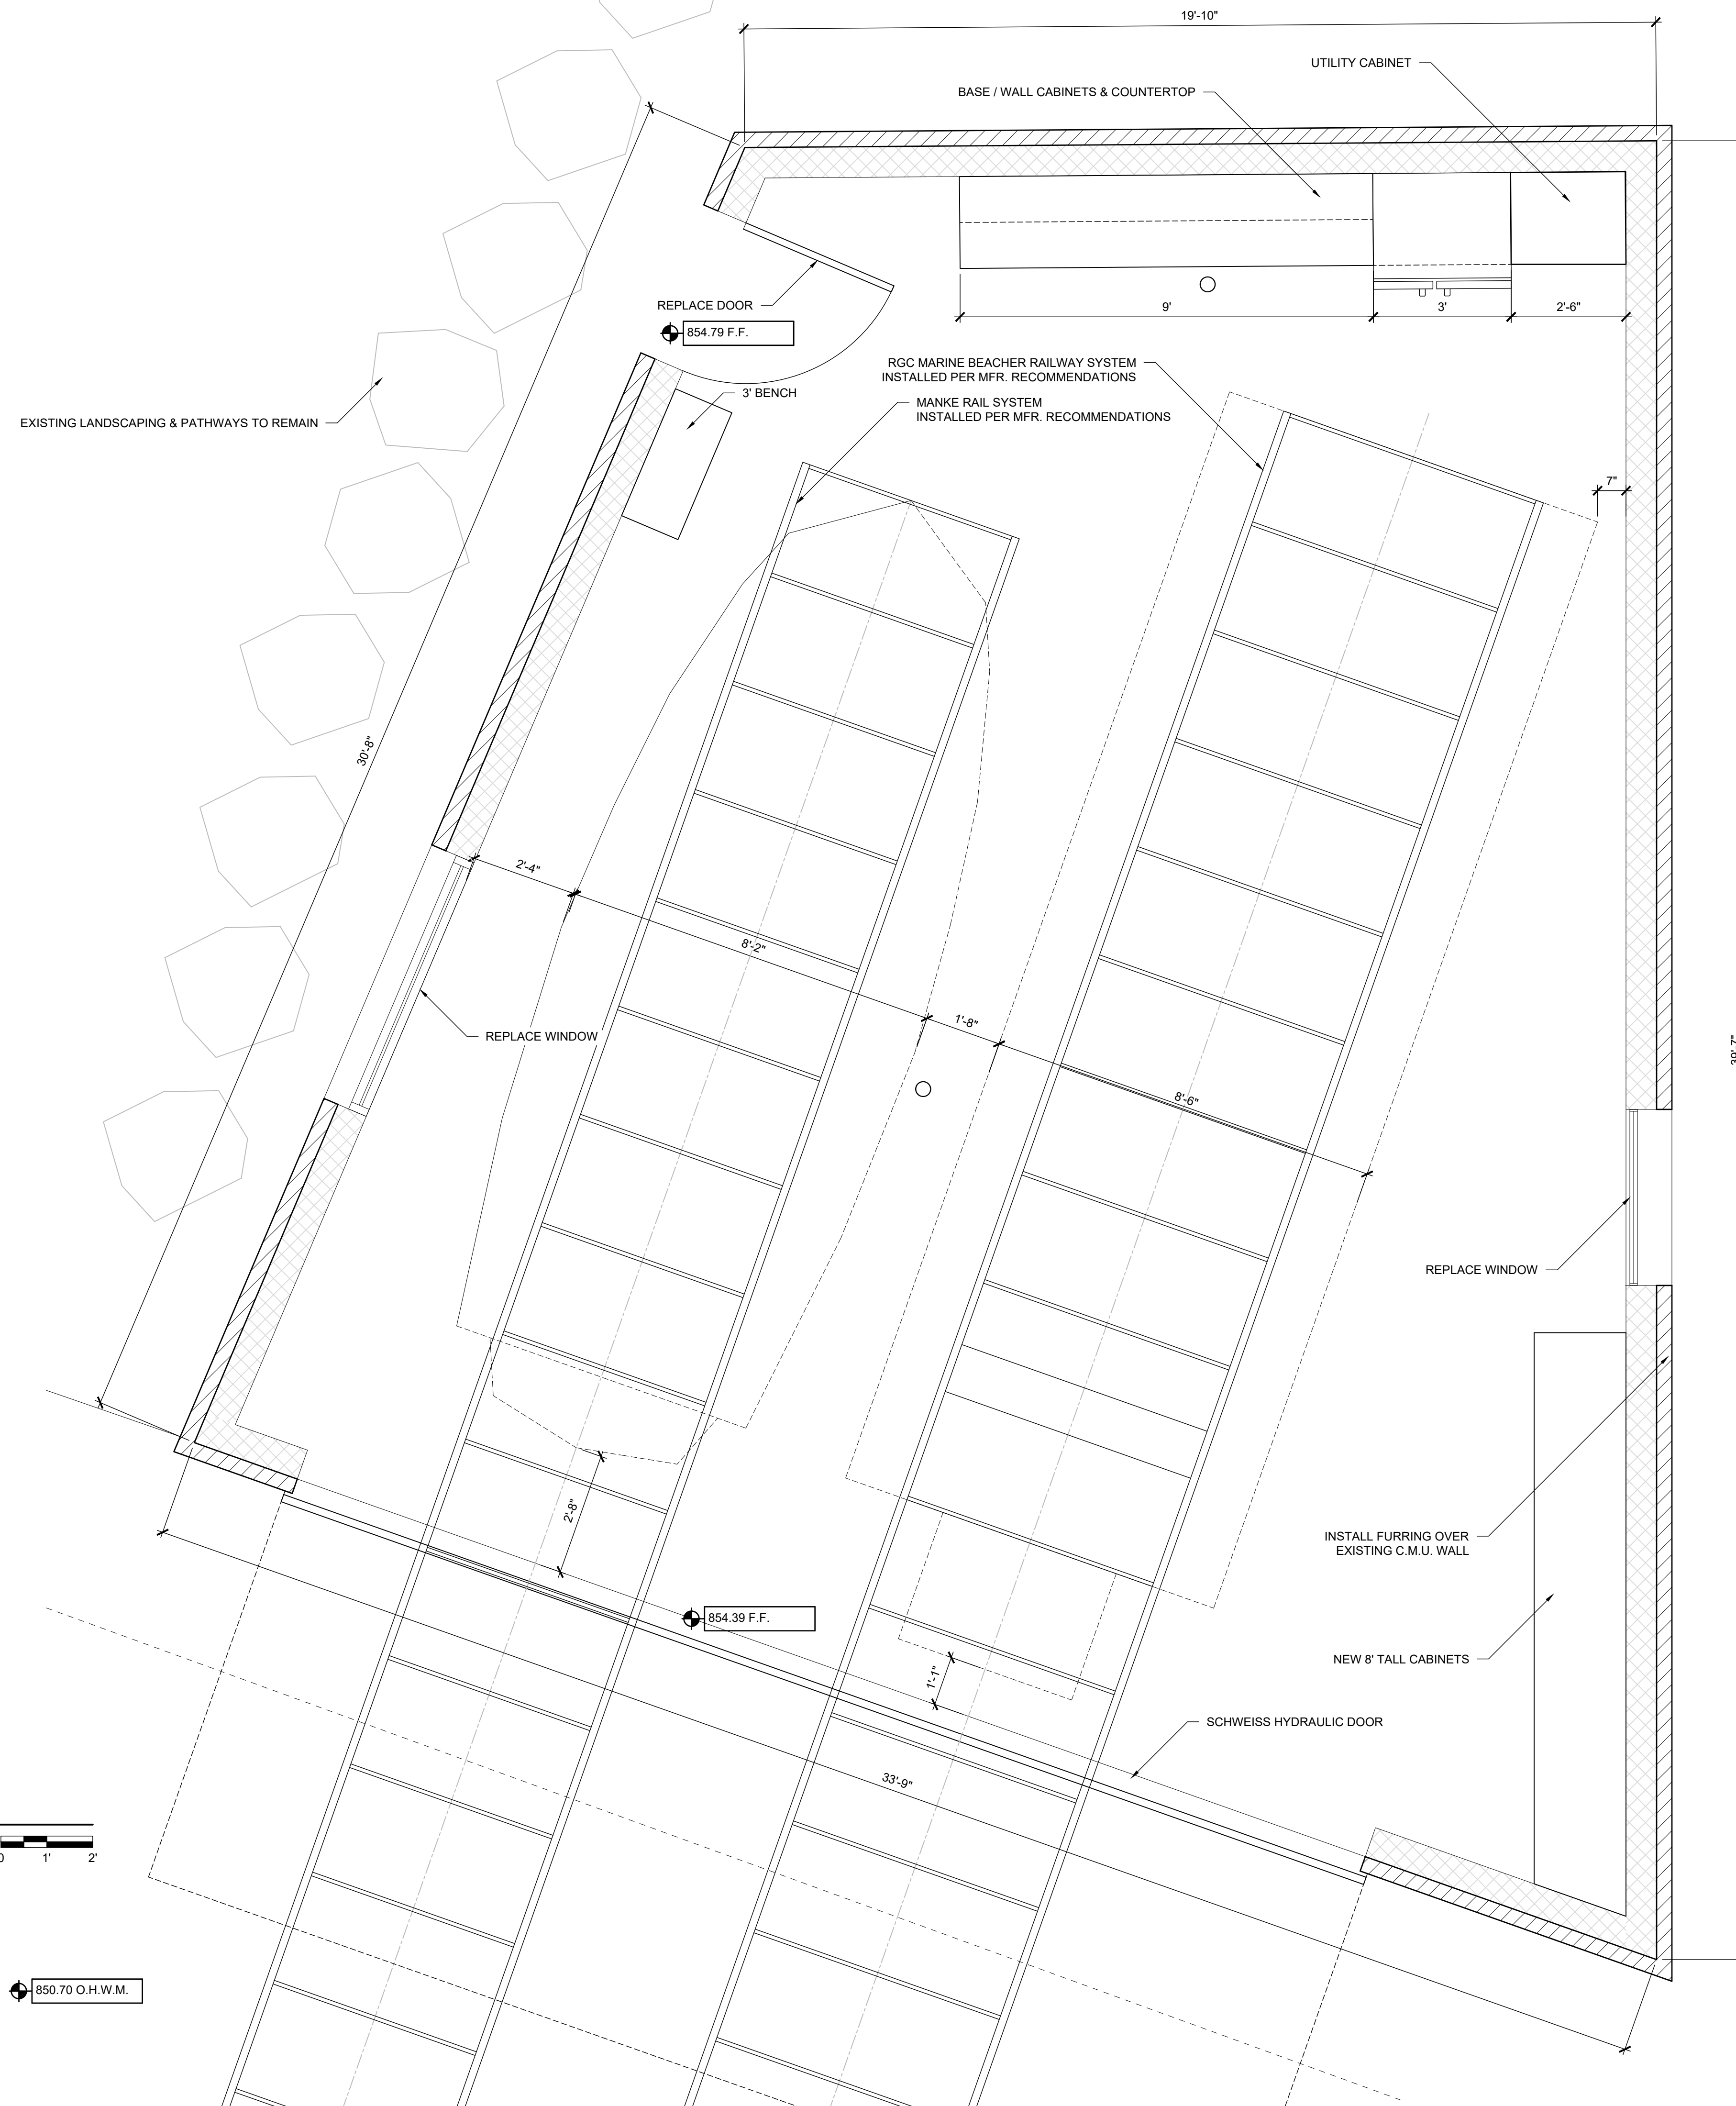 19'-10"
UTILITY CABINET
BASE / WALL CABINETS & COUNTERTOP
REPLACE DOOR
854.79 F.F.
9'
3'
2'-6"
RGC MARINE BEACHER RAILWAY SYSTEM
INSTALLED PER MFR. RECOMMENDATIONS
3' BENCH
MANKE RAIL SYSTEM
INSTALLED PER MFR. RECOMMENDATIONS
EXISTING LANDSCAPING & PATHWAYS TO REMAIN
7"
30'-8"
2'-4"
8'-2"
1'-8"
REPLACE WINDOW
39'-7"
8'-6"
REPLACE WINDOW
2'-8"
INSTALL FURRING OVER
EXISTING C.M.U. WALL
854.39 F.F.
NEW 8' TALL CABINETS
1'-1"
SCHWEISS HYDRAULIC DOOR
33'-9"
0 1' 2'
850.70 O.H.W.M.